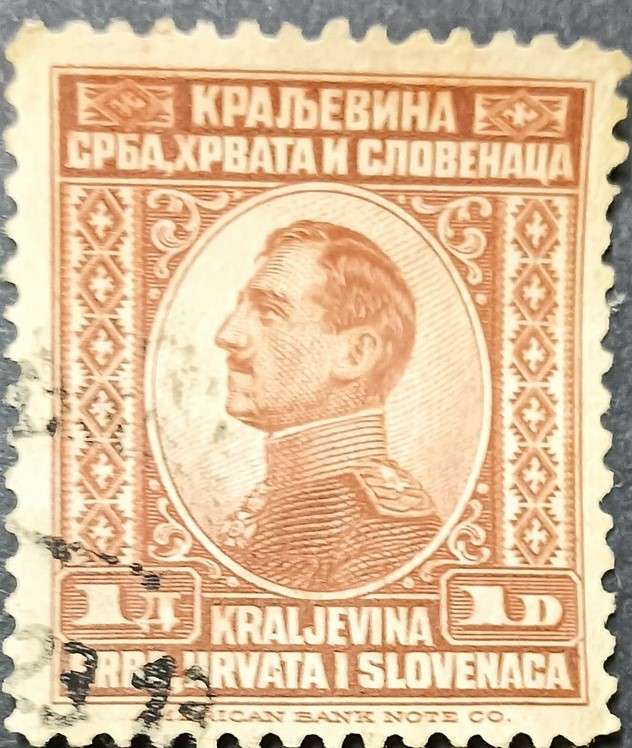 КРАЉЕВИНА
СРБА, ХРВАТА И СЛОВЕНАЦА
1 Д
1 D
KRALJEVINA
HRVATA I SLOVENACA
BANK NOTE CO.